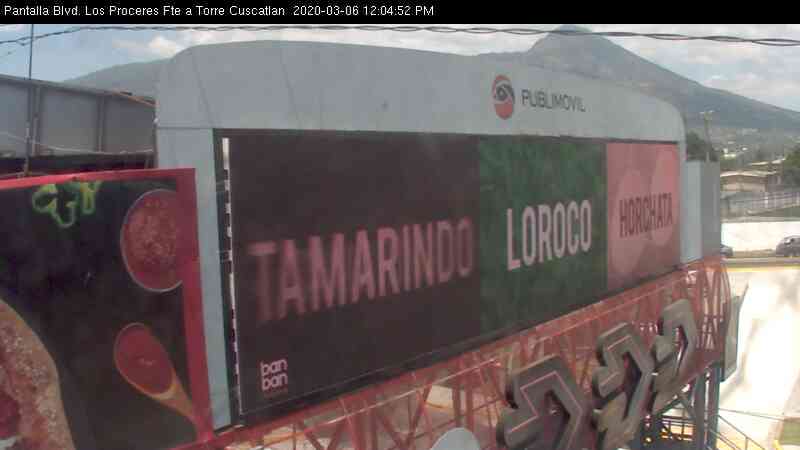 Pantalla Blvd. Los Proceres Fte a Torre Cuscatlan 2020-03-06 12:04:52 PM
PUBLIMOVIL
TAMARINDO
LOROCO
HORCHATA
ban
ban